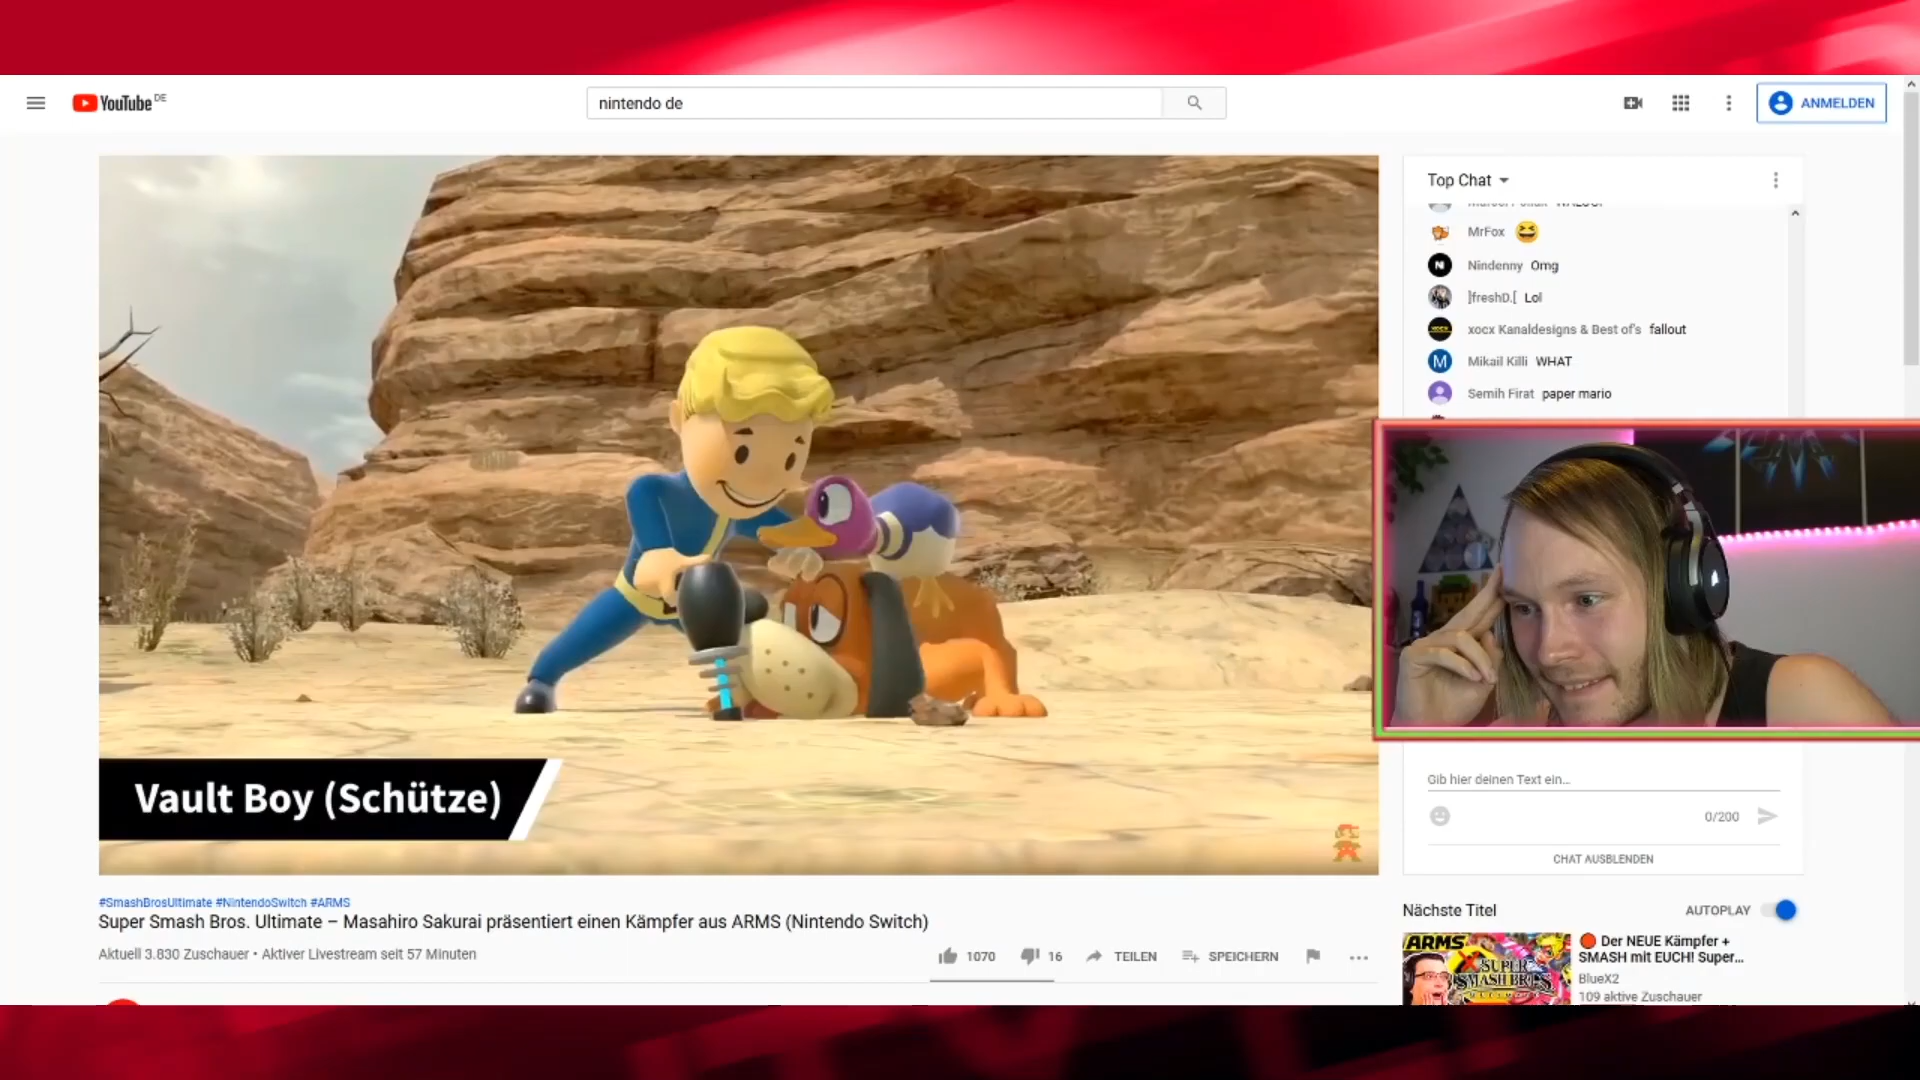 YouTube DE
nintendo de
ANMELDEN
Top Chat
MrFox
Nindenny Omg
]freshD.[ Lol
xocx Kanaldesigns & Best of's fallout
M Mikail Killi WHAT
Semih Firat paper mario
Vault Boy (Schütze)
Gib hier deinen Text ein...
0/200
CHAT AUSBLENDEN
#SmashBrosUltimate #NintendoSwitch #ARMS
Super Smash Bros. Ultimate – Masahiro Sakurai präsentiert einen Kämpfer aus ARMS (Nintendo Switch)
Aktuell 3.830 Zuschauer • Aktiver Livestream seit 57 Minuten
1070
16
TEILEN
SPEICHERN
Nächste Titel
AUTOPLAY
ARMS
SUPER
SMASH BROS.
ULTIMATE
Der NEUE Kämpfer +
SMASH mit EUCH! Super...
BlueX2
109 aktive Zuschauer